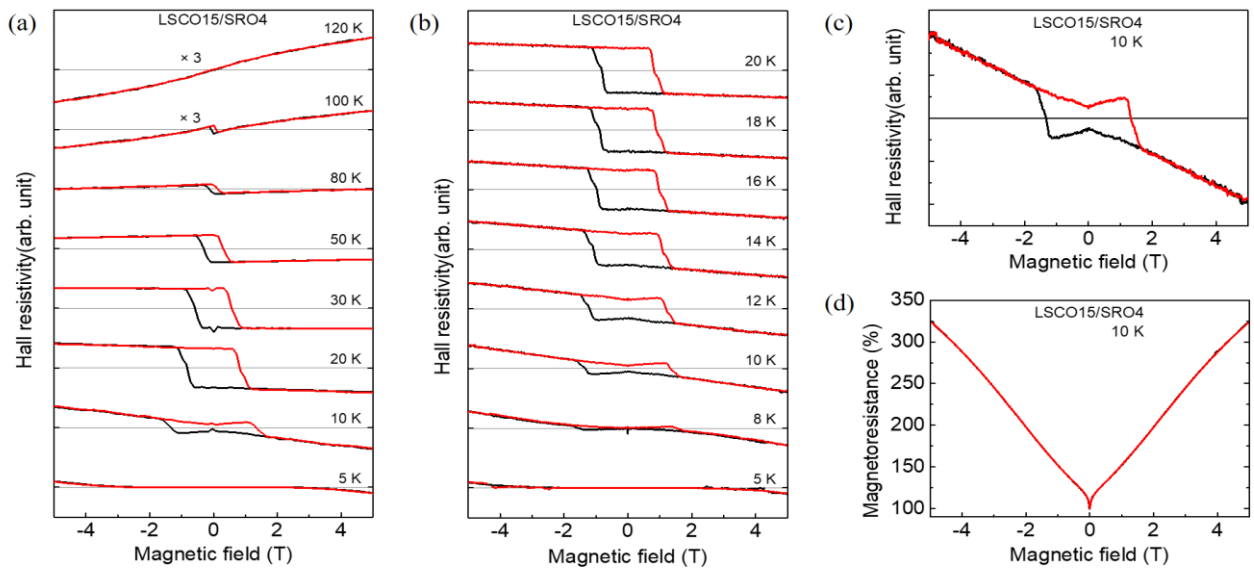 (a)
LSCO15/SRO4
120 K
× 3
100 K
× 3
80 K
50 K
30 K
20 K
10 K
5 K
Hall resistivity(arb. unit)
-4 -2 0 2 4
Magnetic field (T)
(b)
LSCO15/SRO4
20 K
18 K
16 K
14 K
12 K
10 K
8 K
5 K
Hall resistivity(arb. unit)
-4 -2 0 2 4
Magnetic field (T)
(c)
LSCO15/SRO4
10 K
Hall resistivity(arb. unit)
-4 -2 0 2 4
Magnetic field (T)
(d)
LSCO15/SRO4
10 K
350
300
250
200
150
100
Magnetoresistance (%)
-4 -2 0 2 4
Magnetic field (T)